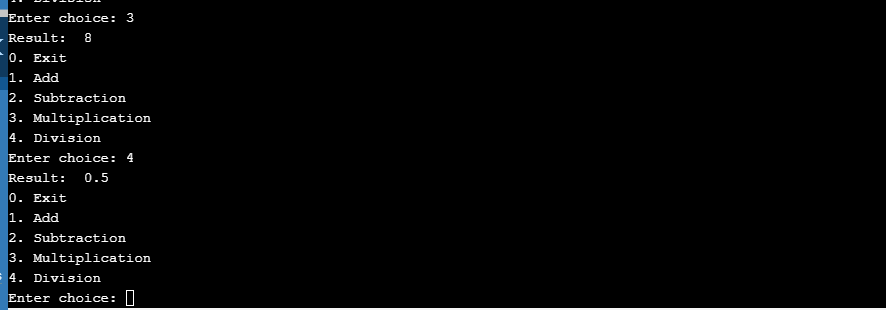 Enter choice: 3
Result:  8
0. Exit
1. Add
2. Subtraction
3. Multiplication
4. Division
Enter choice: 4
Result:  0.5
0. Exit
1. Add
2. Subtraction
3. Multiplication
4. Division
Enter choice: